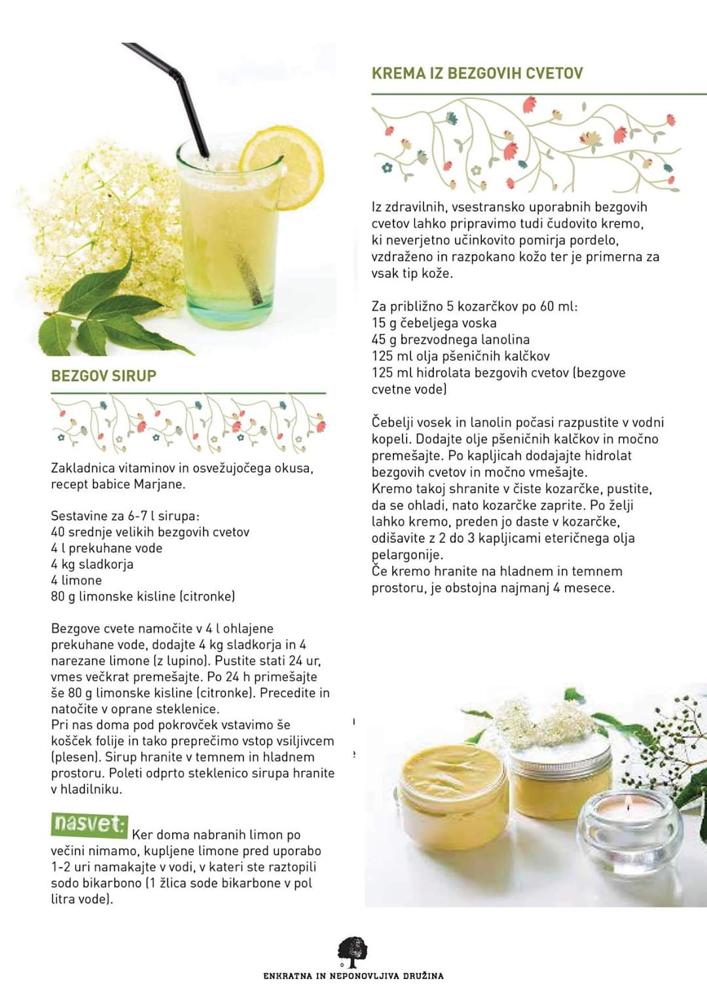 BEZGOV SIRUP
Zakladnica vitaminov in osvežujočega okusa,
recept babice Marjane.
Sestavine za 6-7 l sirupa:
40 srednje velikih bezgovih cvetov
4 l prekuhane vode
4 kg sladkorja
4 limone
80 g limonske kisline (citronke)
Bezgove cvete namočite v 4 l ohlajene
prekuhane vode, dodajte 4 kg sladkorja in 4
narezane limone (z lupino). Pustite stati 24 ur,
vmes večkrat premešajte. Po 24 h primešajte
še 80 g limonske kisline (citronke). Precedite in
natočite v oprane steklenice.
Pri nas doma pod pokrovček vstavimo še
košček folije in tako preprečimo vstop vsiljivcem
(plesen). Sirup hranite v temnem in hladnem
prostoru. Poleti odprto steklenico sirupa hranite
v hladilniku.
nasvet:
Ker doma nabranih limon po
večini nimamo, kupljene limone pred uporabo
1-2 uri namakajte v vodi, v kateri ste raztopili
sodo bikarbono (1 žlica sode bikarbone v pol
litra vode).
KREMA IZ BEZGOVIH CVETOV
Iz zdravilnih, vsestransko uporabnih bezgovih
cvetov lahko pripravimo tudi čudovito kremo,
ki neverjetno učinkovito pomirja pordelo,
vzdraženo in razpokano kožo ter je primerna za
vsak tip kože.
Za približno 5 kozarčkov po 60 ml:
15 g čebeljega voska
45 g brezvodnega lanolina
125 ml olja pšeničnih kalčkov
125 ml hidrolata bezgovih cvetov (bezgove
cvetne vode)
Čebelji vosek in lanolin počasi razpustite v vodni
kopeli. Dodajte olje pšeničnih kalčkov in močno
premešajte. Po kapljicah dodajajte hidrolat
bezgovih cvetov in močno vmešajte.
Kremo takoj shranite v čiste kozarčke, pustite,
da se ohladi, nato kozarčke zaprite. Po želji
lahko kremo, preden jo daste v kozarčke,
odišavite z 2 do 3 kapljicami eteričnega olja
pelargonije.
Če kremo hranite na hladnem in temnem
prostoru, je obstojna najmanj 4 mesece.
ENKRATNA IN NEPONOVLJIVA DRUŽINA